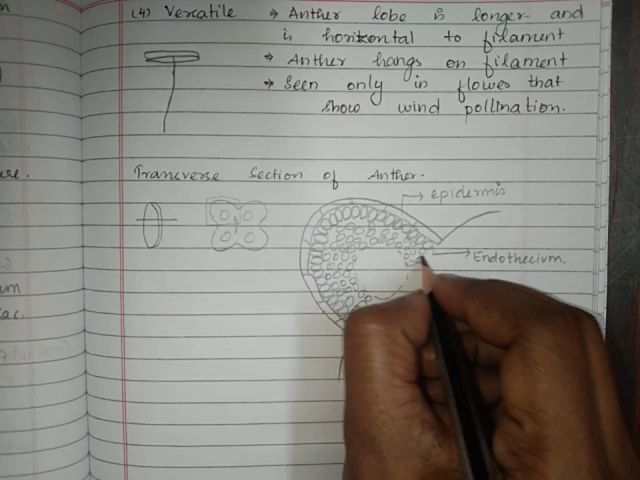 (4) Versatile → Anther lobe is longer and
is horizontal to filament
→ Anther hangs on filament
→ Seen only in flowes that
show wind pollination.
Transverse Section of Anther.
→ epidermis
→ Endothecium.